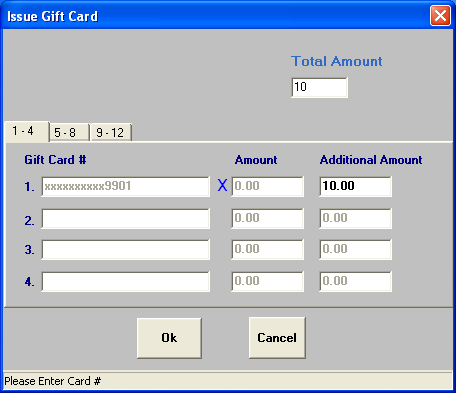 Issue Gift Card
Total Amount
10
1 - 4 5 - 8 9 - 12
Gift Card # Amount Additional Amount
1. xxxxxxxxxx9901 X 0.00 10.00
2. 0.00 0.00
3. 0.00 0.00
4. 0.00 0.00
Ok Cancel
Please Enter Card #